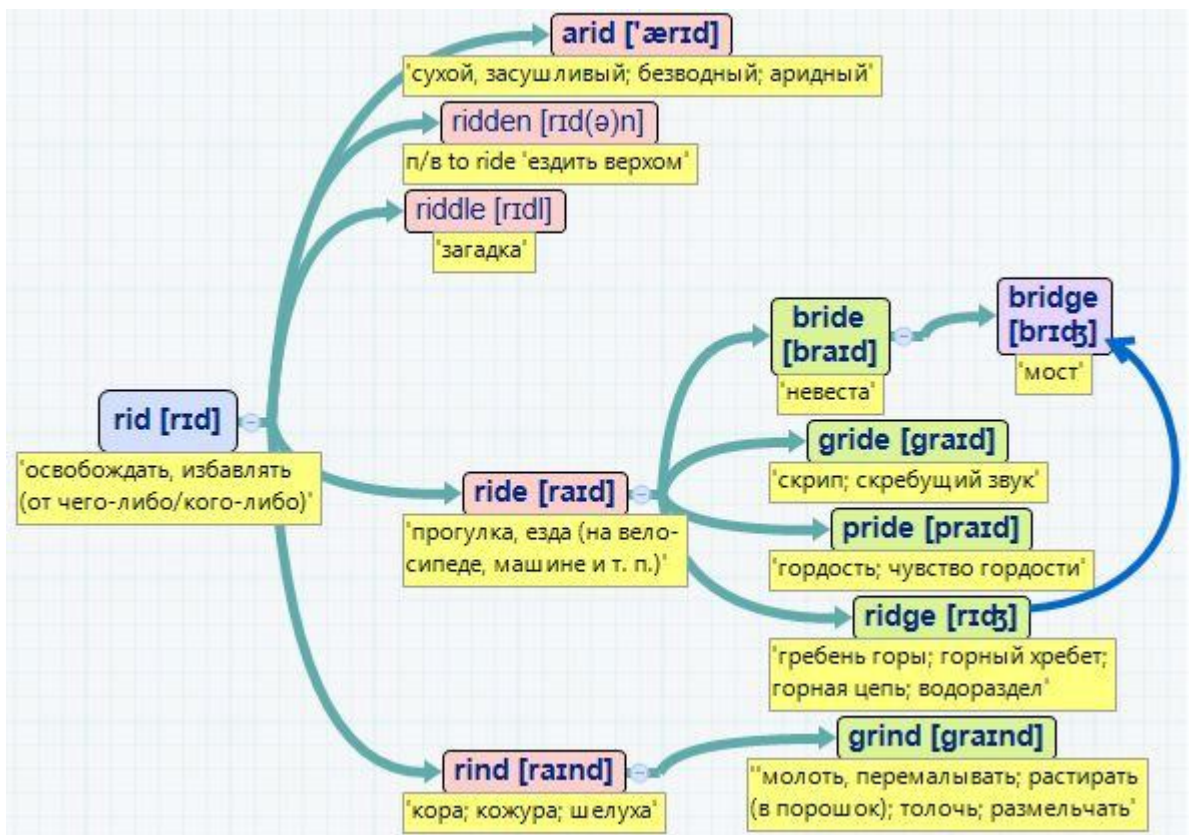 arid ['ærɪd]
'сухой, засушливый; безводный; аридный'
ridden [rɪd(ə)n]
п/в to ride 'ездить верхом'
riddle [rɪdl]
'загадка'
bride
[braɪd]
'невеста'
bridge
[brɪʤ]
'мост'
rid [rɪd]
'освобождать, избавлять
(от чего-либо/кого-либо)'
gride [graɪd]
'скрип; скребущий звук'
ride [raɪd]
'прогулка, езда (на вело-
сипеде, машине и т. п.)'
pride [praɪd]
'гордость; чувство гордости'
ridge [rɪʤ]
'гребень горы; горный хребет;
горная цепь; водораздел'
rind [raɪnd]
'кора; кожура; шелуха'
grind [graɪnd]
''молоть, перемалывать; растирать
(в порошок); толочь; размельчать'